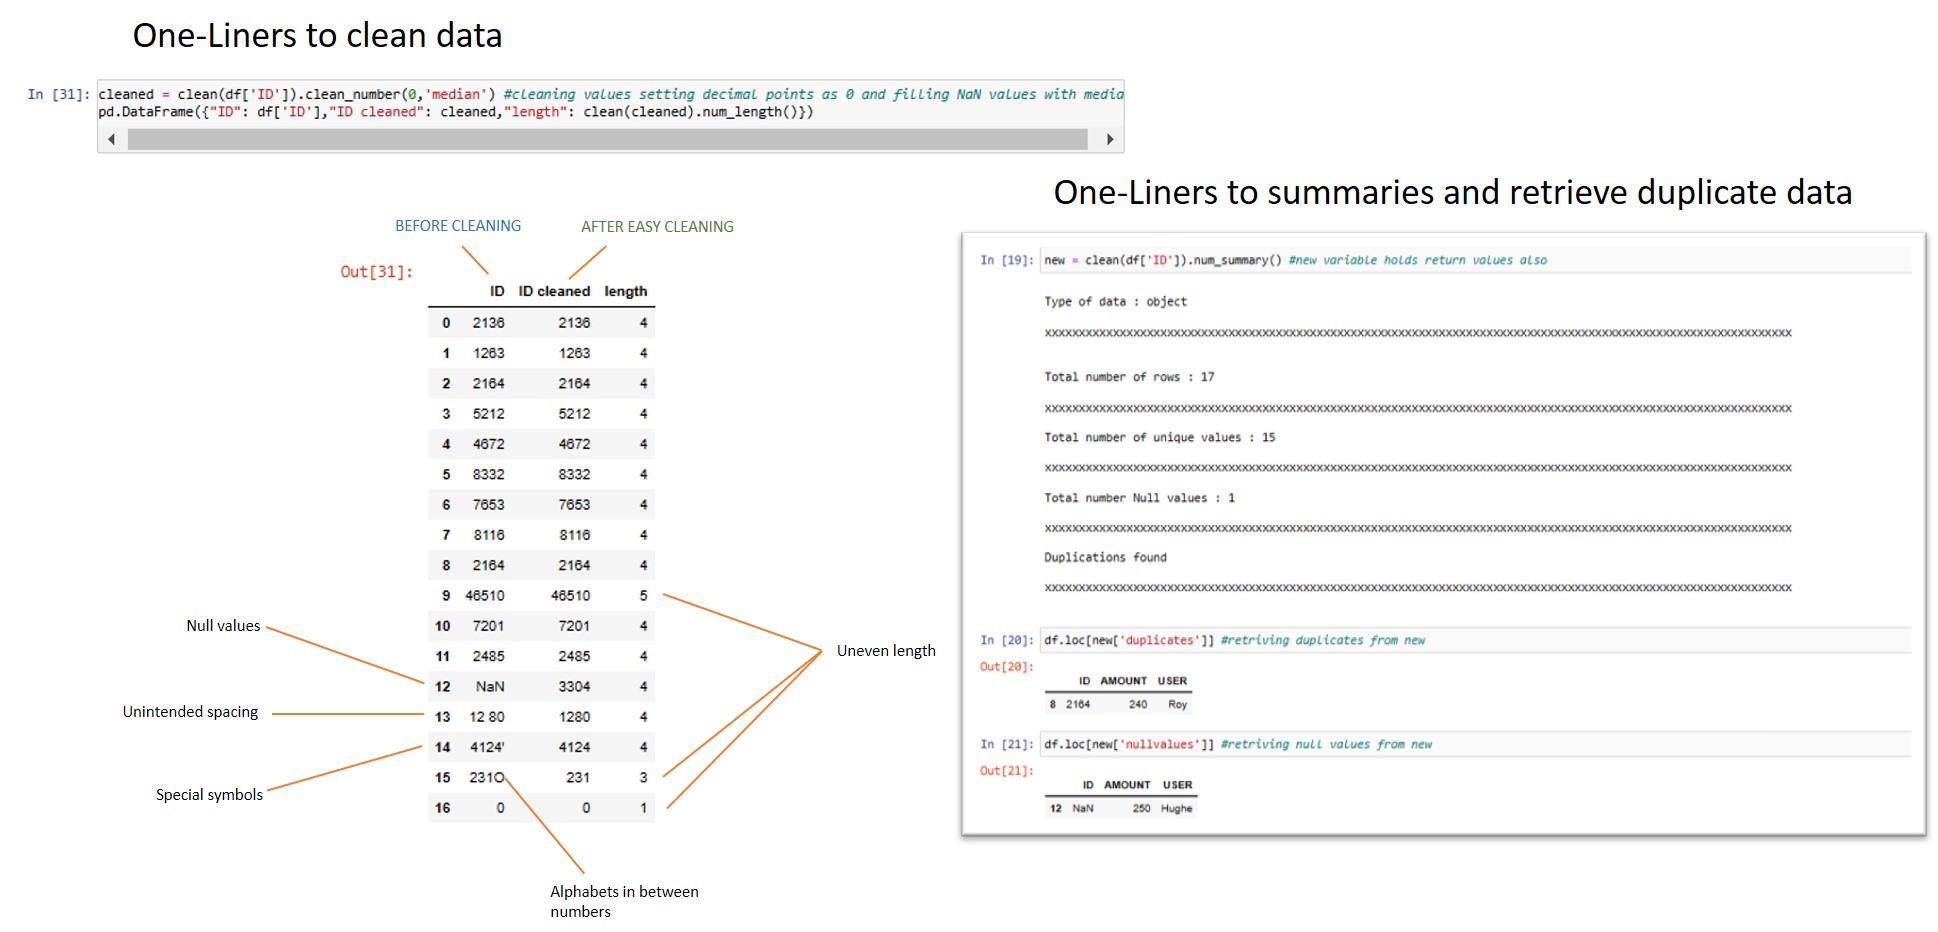 One-Liners to clean data
In [31]: cleaned = clean(df['ID']).clean_number(0,'median') #cleaning values setting decimal points as 0 and filling NaN values with media
pd.DataFrame({"ID": df['ID'],"ID cleaned": cleaned,"length": clean(cleaned).num_length()})
BEFORE CLEANING AFTER EASY CLEANING
Out[31]:
ID ID cleaned length
0 2136 2136 4
1 1263 1263 4
2 2164 2164 4
3 5212 5212 4
4 4672 4672 4
5 8332 8332 4
6 7653 7653 4
7 8116 8116 4
8 2164 2164 4
9 46510 46510 5
10 7201 7201 4
11 2485 2485 4
12 NaN 3304 4
13 12 80 1280 4
14 4124' 4124 4
15 231O 231 3
16 0 0 1
Null values
Unintended spacing
Special symbols
Uneven length
Alphabets in between
numbers
One-Liners to summaries and retrieve duplicate data
In [19]: new = clean(df['ID']).num_summary() #new variable holds return values also
Type of data : object
Total number of rows : 17
Total number of unique values : 15
Total number Null values : 1
Duplications found
In [20]: df.loc[new['duplicates']] #retriving duplicates from new
Out[20]:
ID AMOUNT USER
8 2164 240 Roy
In [21]: df.loc[new['nullvalues']] #retriving null values from new
Out[21]:
ID AMOUNT USER
12 NaN 250 Hughe